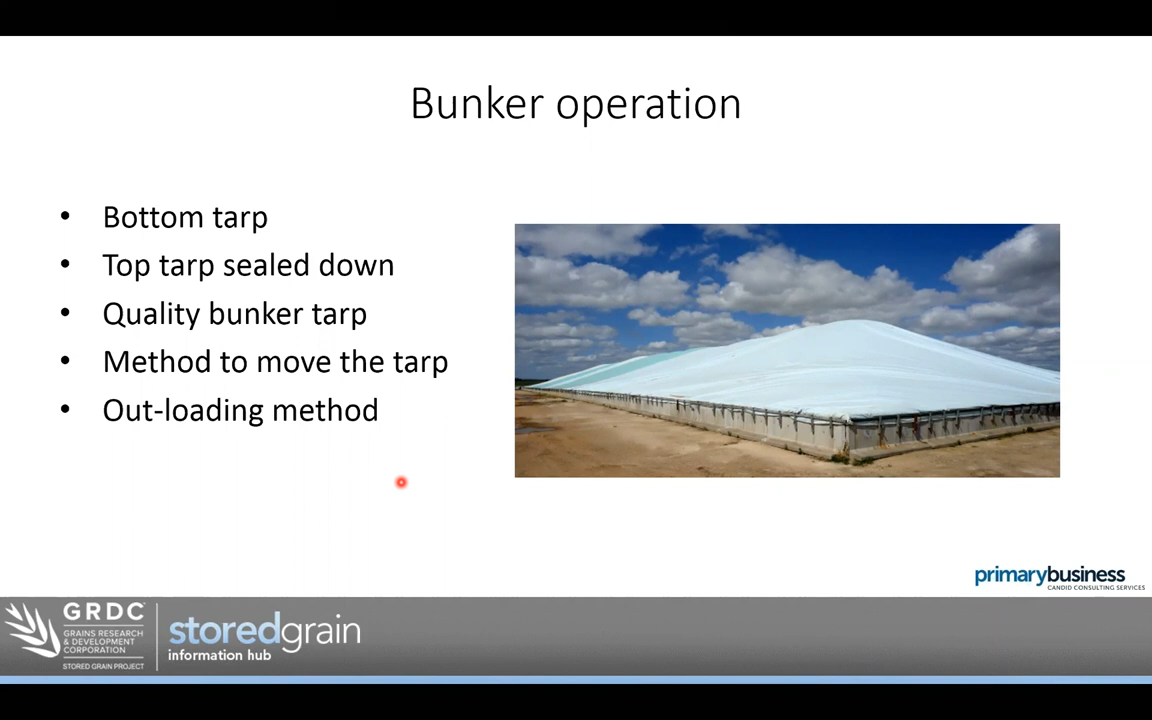 Bunker operation
• Bottom tarp
• Top tarp sealed down
• Quality bunker tarp
• Method to move the tarp
• Out-loading method
primarybusiness
CANDID CONSULTING SERVICES
GRDC
GRAINS RESEARCH
& DEVELOPMENT
CORPORATION
STORED GRAIN PROJECT
storedgrain
information hub